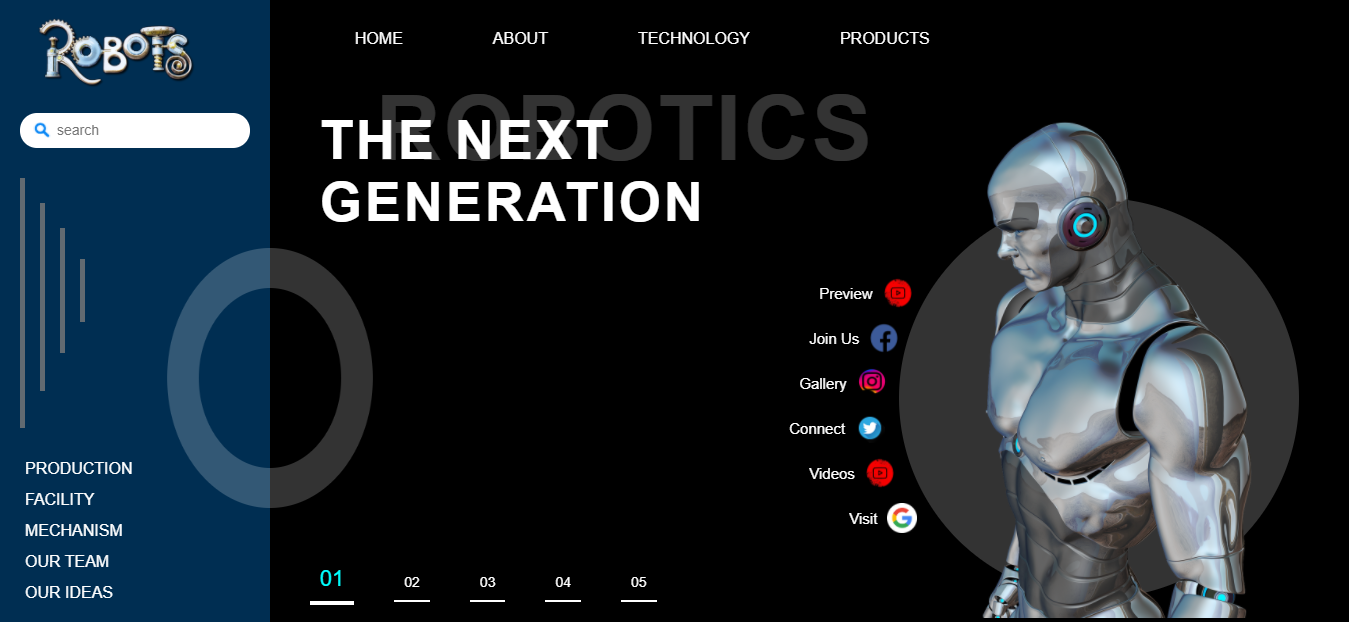 ROBOTS
search
PRODUCTION
FACILITY
MECHANISM
OUR TEAM
OUR IDEAS
HOME ABOUT TECHNOLOGY PRODUCTS
ROBOTICS
THE NEXT
GENERATION
Preview
Join Us
Gallery
Connect
Videos
Visit
01 02 03 04 05